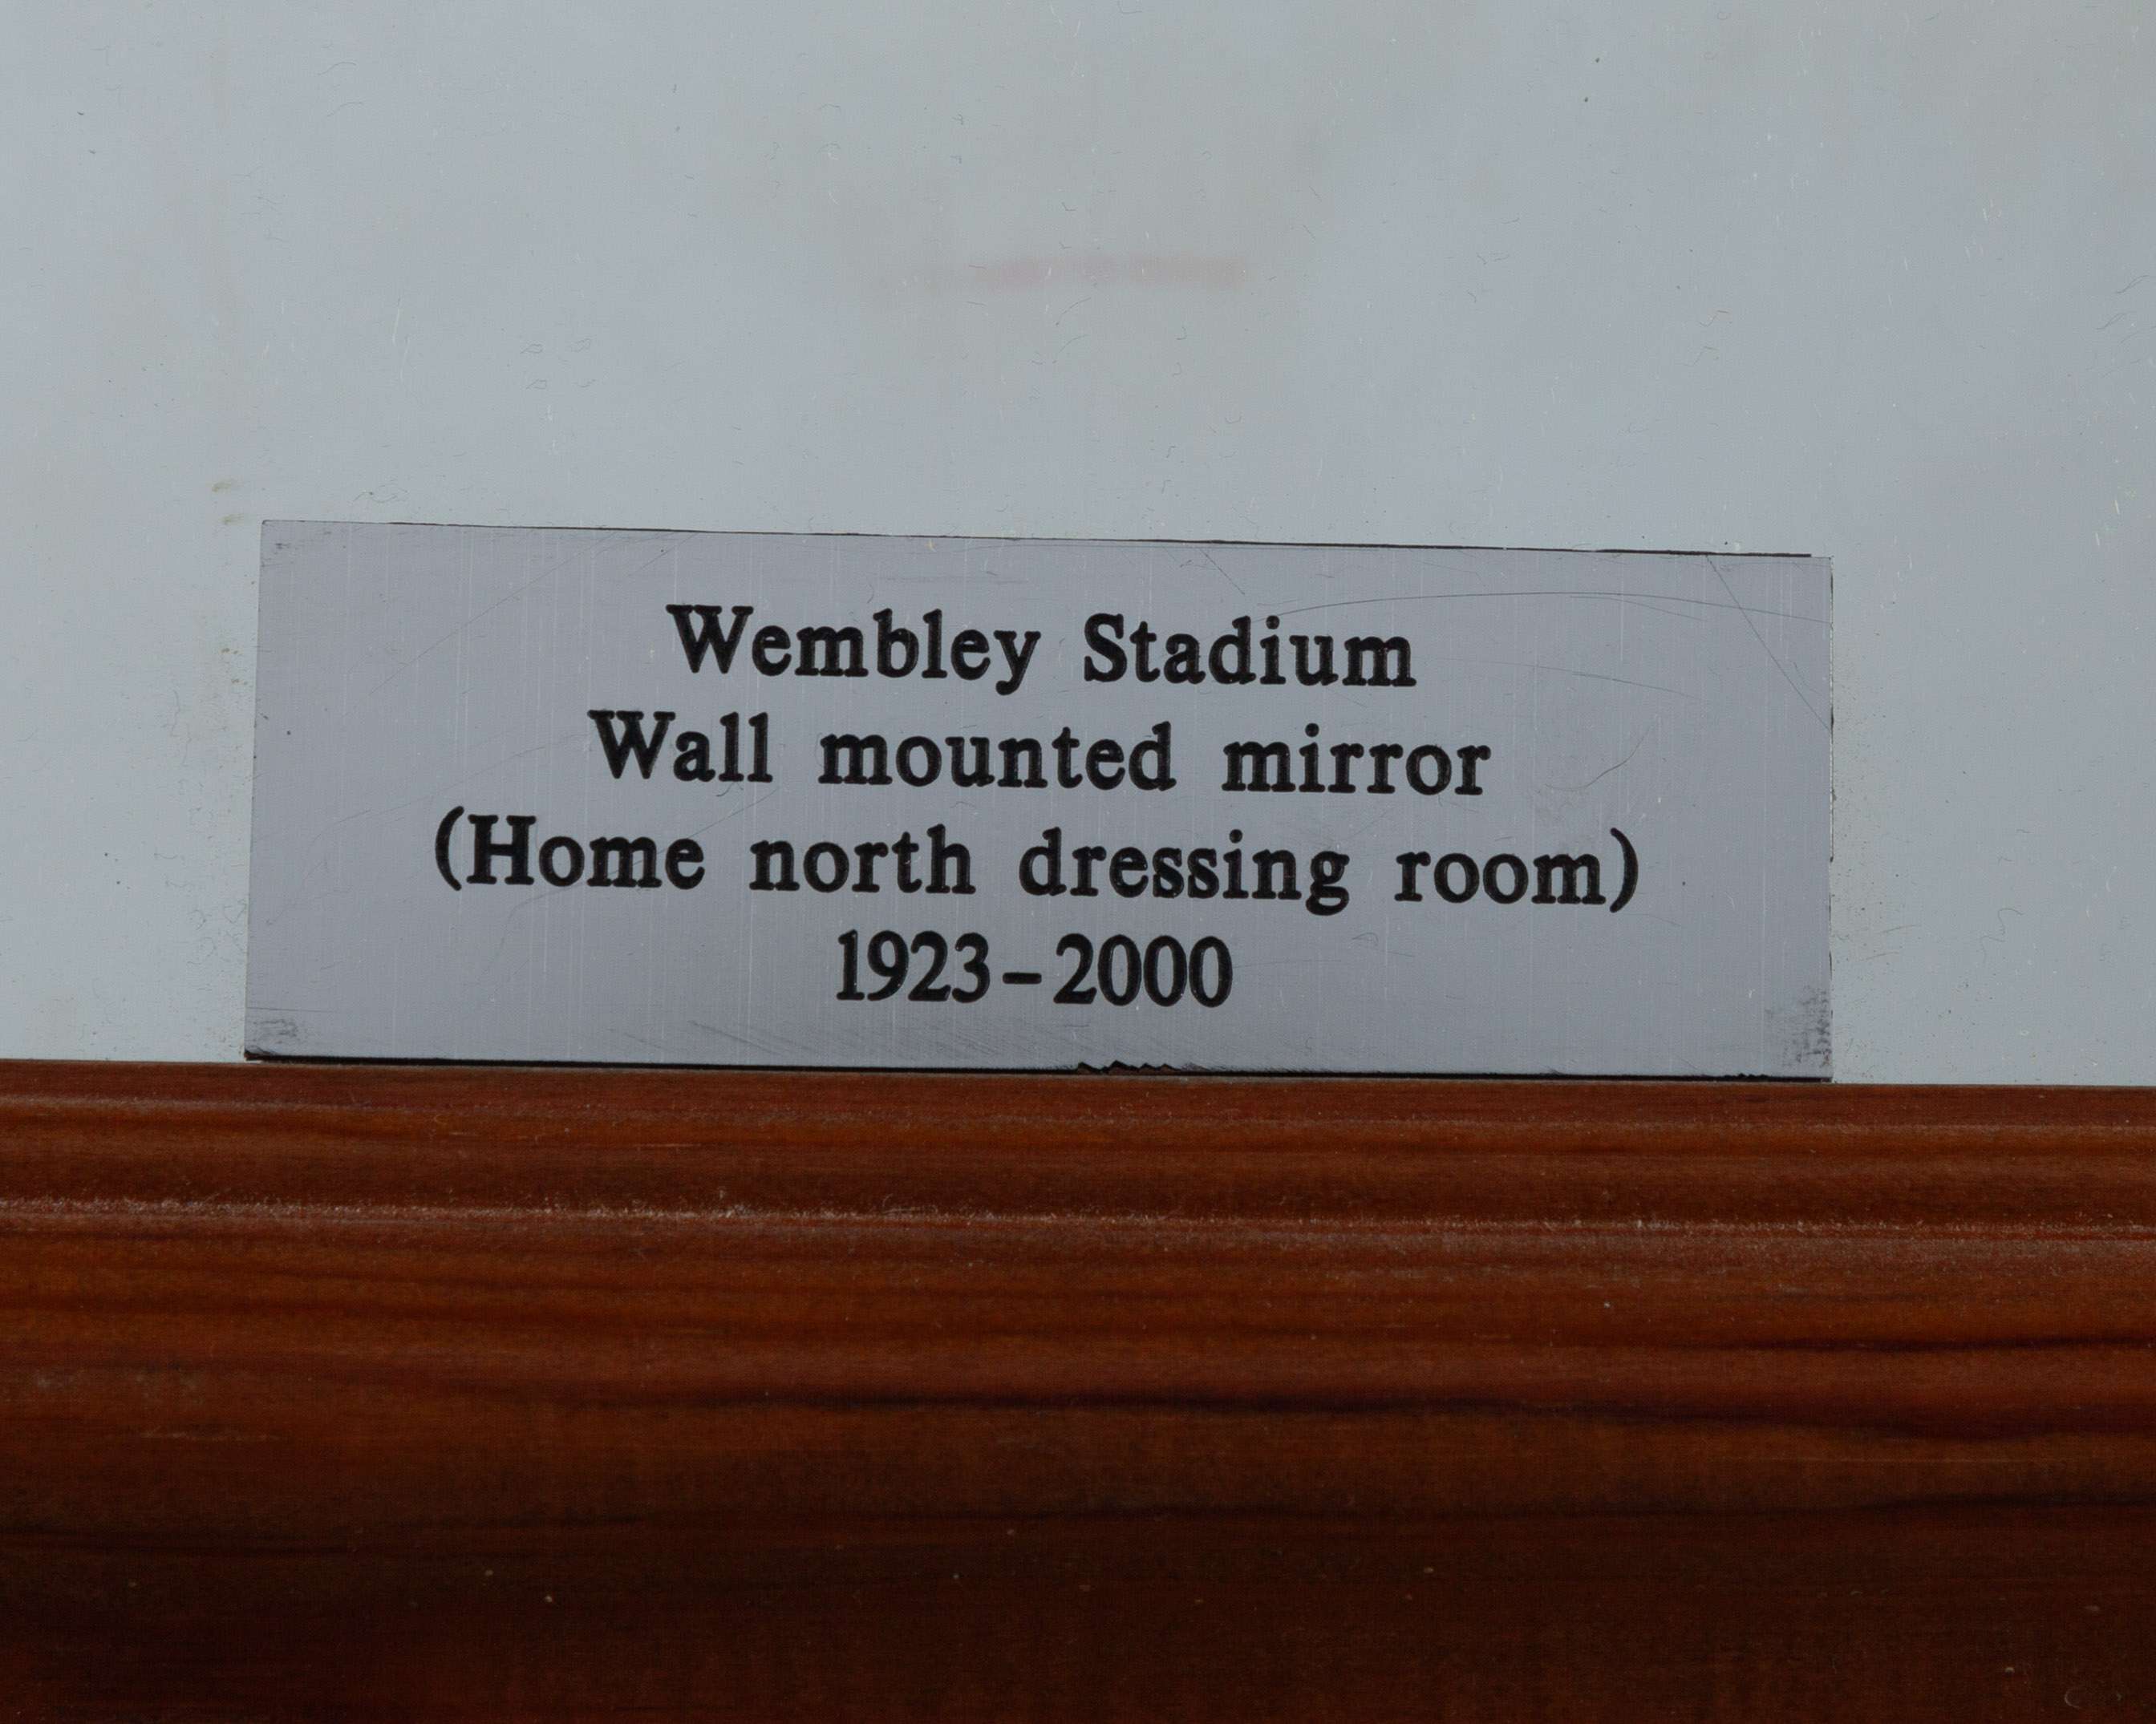 Wembley Stadium
Wall mounted mirror
(Home north dressing room)
1923-2000